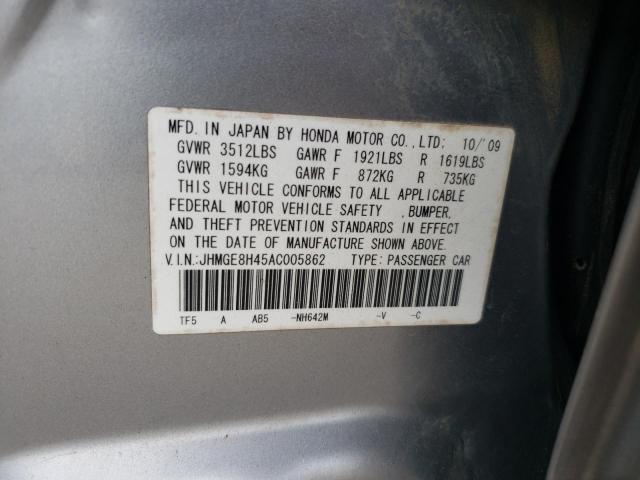 MFD. IN JAPAN BY HONDA MOTOR CO., LTD: 10/'09
GVWR 3512LBS GAWR F 1921LBS R 1619LBS
GVWR 1594KG GAWR F 872KG R 735KG
THIS VEHICLE CONFORMS TO ALL APPLICABLE
FEDERAL MOTOR VEHICLE SAFETY ,BUMPER,
AND THEFT PREVENTION STANDARDS IN EFFECT
ON THE DATE OF MANUFACTURE SHOWN ABOVE.
V.I.N.:JHMGE8H45AC005862 TYPE: PASSENGER CAR
TF5 A AB5 -NH642M -V -C